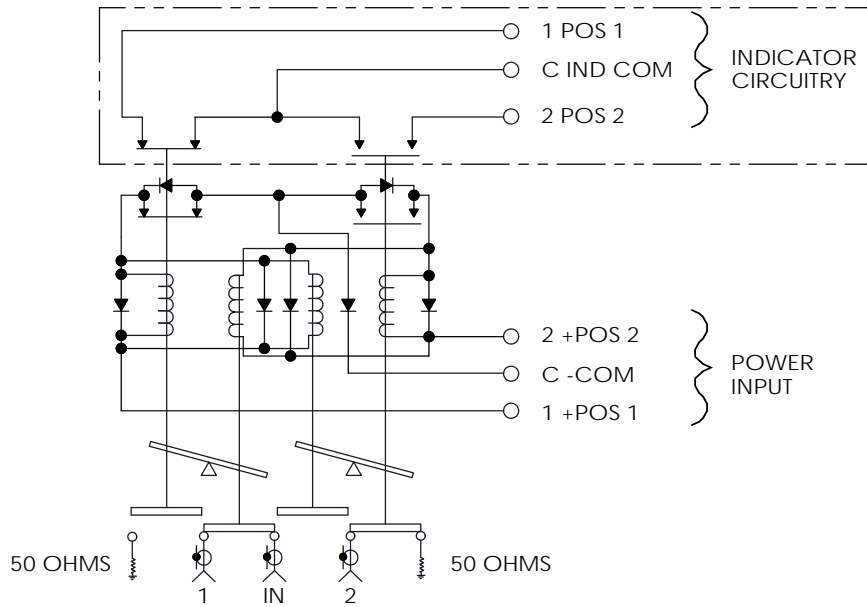 1 POS 1
C IND COM
2 POS 2
INDICATOR
CIRCUITRY
2 +POS 2
C -COM
1 +POS 1
POWER
INPUT
50 OHMS
50 OHMS
1
IN
2